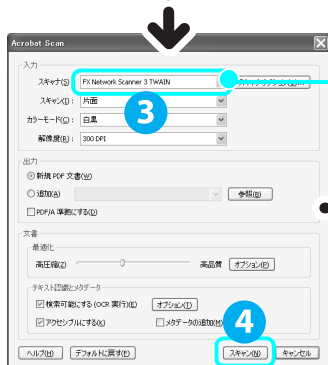 Acrobat Scan
入力
スキャナ(S): FX Network Scanner 3 TWAIN
スキャン(I): 片面
3
カラーモード(C): 白黒
解像度(R): 300 DPI
出力
新規 PDF 文書(W)
追加(A) 参照(B)
PDF/A 準拠にする(D)
文書
最適化
高圧縮(Z) 高品質 オプション(P)
テキスト認識とメタデータ
検索可能にする (OCR 実行)(E) オプション(T)
アクセシブルにする(K) メタデータの追加(M)
4
ヘルプ(H) デフォルトに戻す(F) スキャン(N) キャンセル